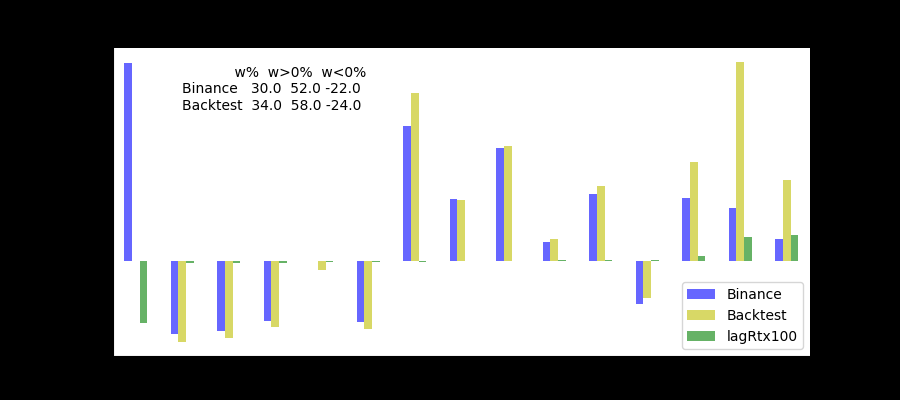 w% w>0% w<0%
Binance 30.0 52.0 -22.0
Backtest 34.0 58.0 -24.0
Binance
Backtest
lagRtx100